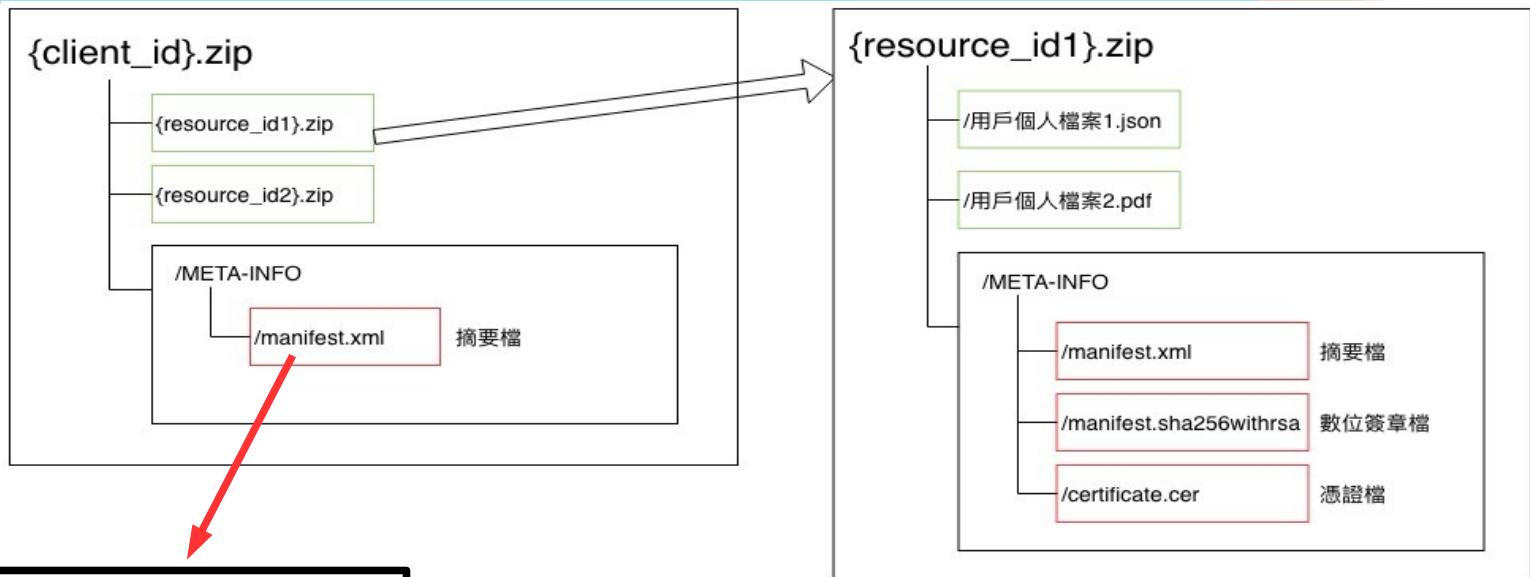 {client_id}.zip
{resource_id1}.zip
{resource_id2}.zip
/META-INFO
/manifest.xml 摘要檔
{resource_id1}.zip
/用戶個人檔案1.json
/用戶個人檔案2.pdf
/META-INFO
/manifest.xml 摘要檔
/manifest.sha256withrsa 數位簽章檔
/certificate.cer 憑證檔